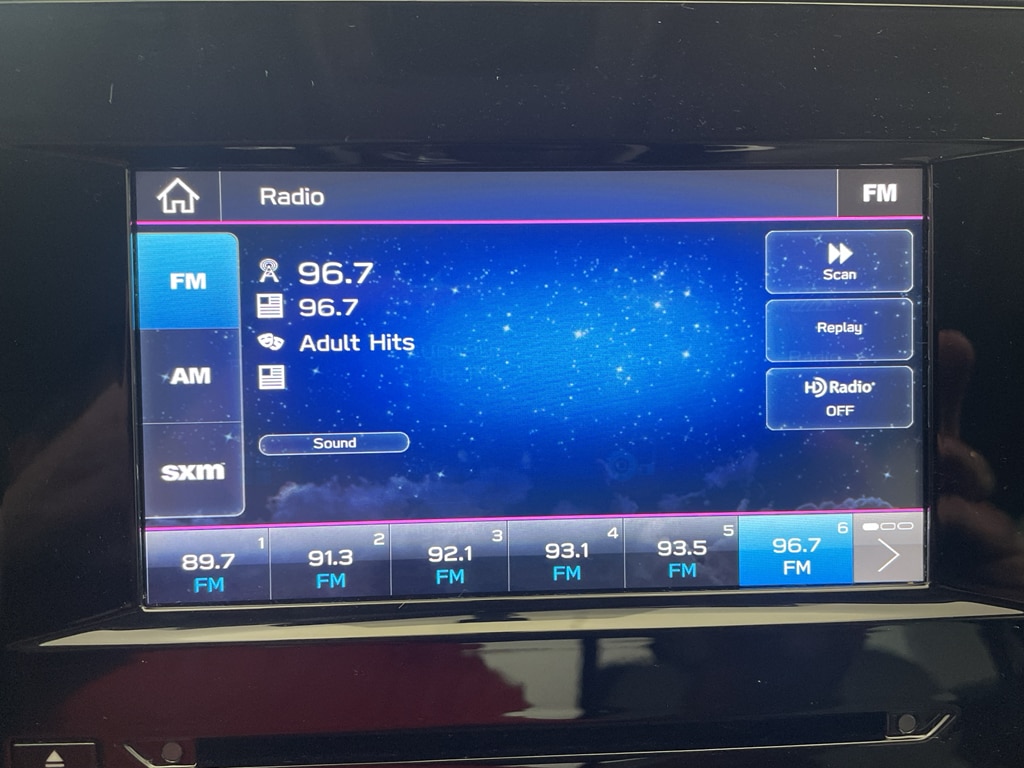 Radio
FM
FM
AM
sxm
96.7
96.7
Adult Hits
Sound
Scan
Replay
HD Radio
OFF
1
89.7
FM
2
91.3
FM
3
92.1
FM
4
93.1
FM
5
93.5
FM
6
96.7
FM